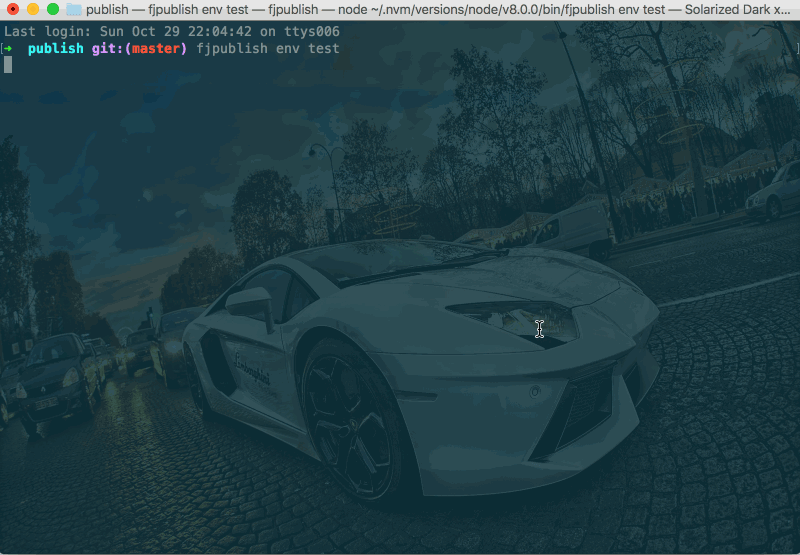 publish — fjpublish env test — fjpublish — node ~/.nvm/versions/node/v8.0.0/bin/fjpublish env test — Solarized Dark x...
Last login: Sun Oct 29 22:04:42 on ttys006
[➜  publish git:(master) fjpublish env test ]
Lamborghini